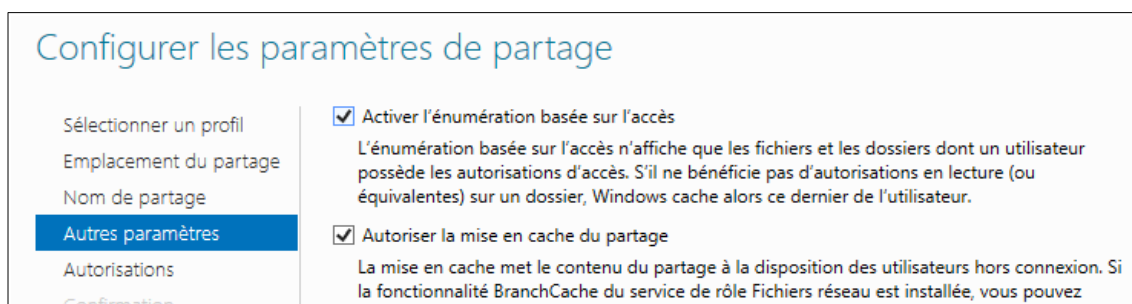 Configurer les paramètres de partage
Sélectionner un profil
Emplacement du partage
Nom de partage
Autres paramètres
Autorisations
Confirmation
Activer l'énumération basée sur l'accès
L'énumération basée sur l'accès n'affiche que les fichiers et les dossiers dont un utilisateur
possède les autorisations d'accès. S'il ne bénéficie pas d'autorisations en lecture (ou
équivalentes) sur un dossier, Windows cache alors ce dernier de l'utilisateur.
Autoriser la mise en cache du partage
La mise en cache met le contenu du partage à la disposition des utilisateurs hors connexion. Si
la fonctionnalité BranchCache du service de rôle Fichiers réseau est installée, vous pouvez